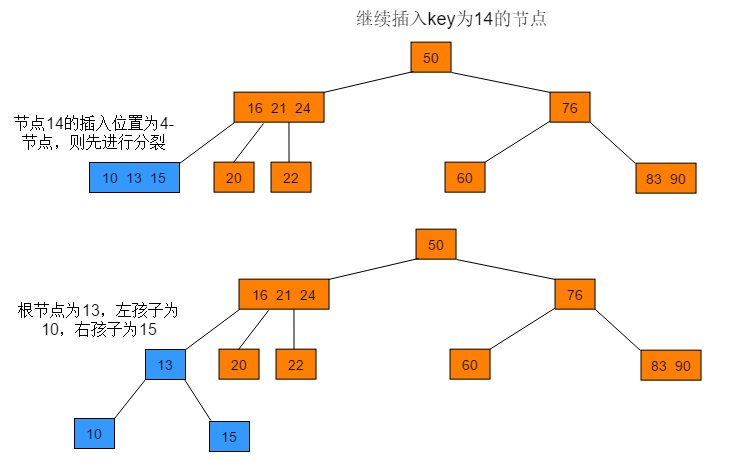 继续插入key为14的节点
50
16 21 24
76
节点14的插入位置为4-
节点，则先进行分裂
10 13 15
20
22
60
83 90
50
16 21 24
76
根节点为13，左孩子为
10，右孩子为15
13
20
22
60
83 90
10
15